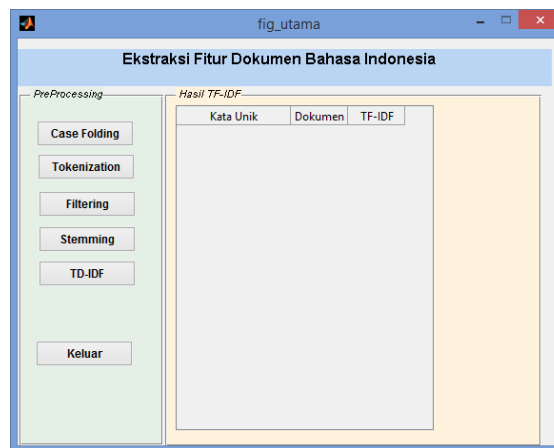 fig_utama
Ekstraksi Fitur Dokumen Bahasa Indonesia
PreProcessing
Case Folding
Tokenization
Filtering
Stemming
TD-IDF
Keluar
Hasil TF-IDF
Kata Unik Dokumen TF-IDF